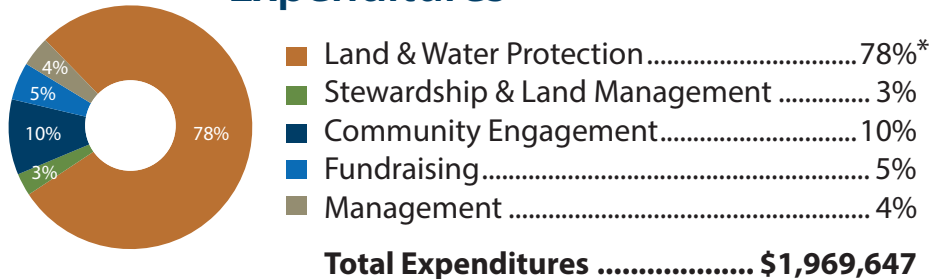 Expenditures
4%
5%
10%
3%
78%
Land & Water Protection................................78%*
Stewardship & Land Management .............. 3%
Community Engagement..............................10%
Fundraising........................................................... 5%
Management ....................................................... 4%
Total Expenditures ................... $1,969,647